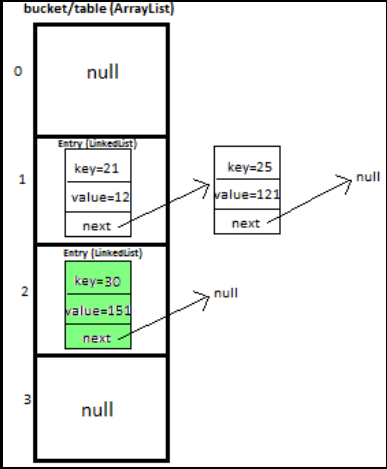 bucket/table (ArrayList)
0
null
Entry (LinkedList)
1
key=21
value=12
next
key=25
value=121
next
null
Entry (LinkedList)
2
key=30
value=151
next
null
3
null